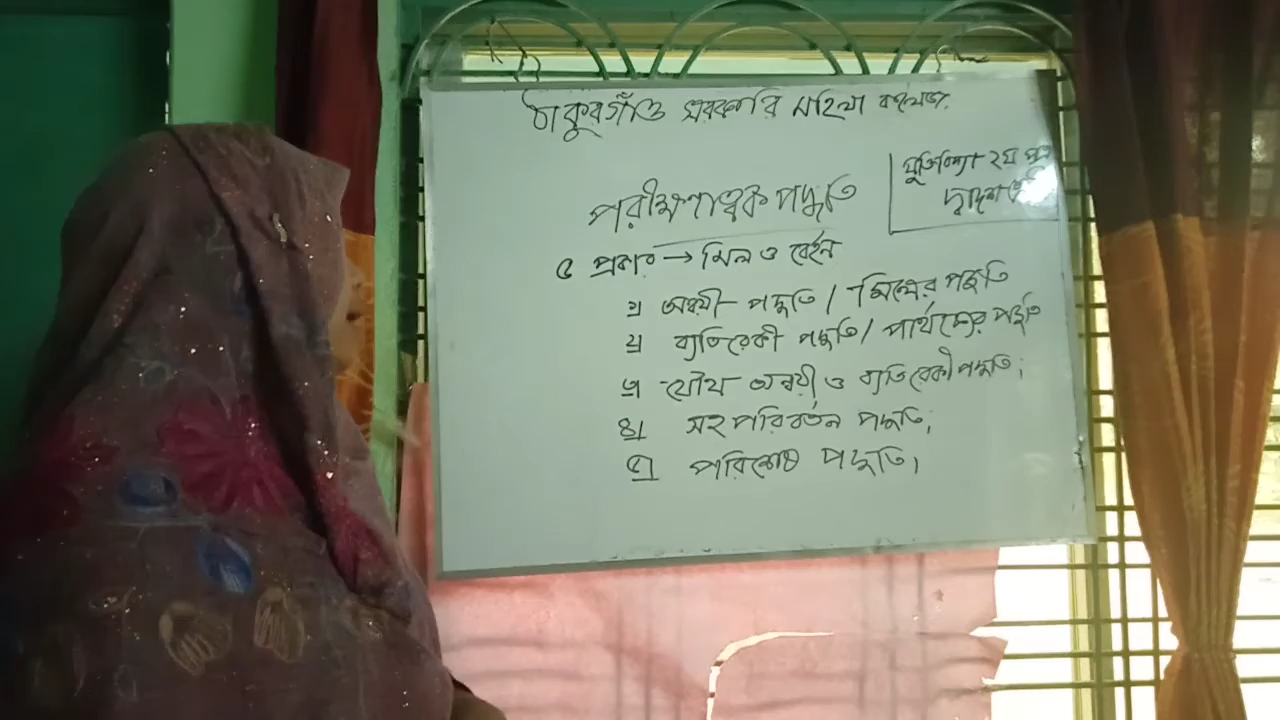 ঠাকুরগাঁও সরকারি মহিলা কলেজ
যুক্তিবিদ্যা ২য় পত্র
দ্বাদশ
পরীক্ষণাত্বক পদ্ধতি
৫ প্রকার → মিল ও বেইন
১। অন্বয়ী পদ্ধতি / মিলের পদ্ধতি
২। ব্যতিরেকী পদ্ধতি / পার্থক্যের পদ্ধতি
৩। যৌথ অন্বয়ী ও ব্যতিরেকী পদ্ধতি;
৪। সহপরিবর্তন পদ্ধতি;
৫। পরিশেষ পদ্ধতি,